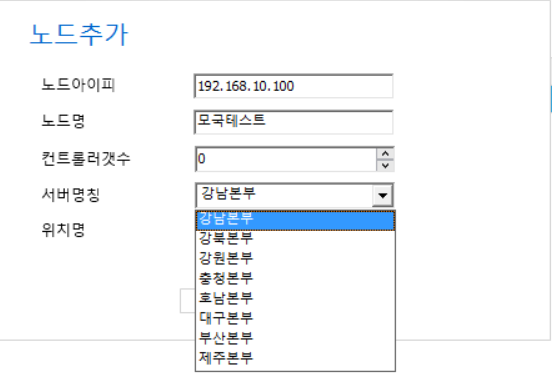 노드추가
노드아이피 192.168.10.100
노드명 모국테스트
컨트롤러갯수 0
서버명칭 강남본부
강남본부
위치명
강북본부
강원본부
충청본부
호남본부
대구본부
부산본부
제주본부